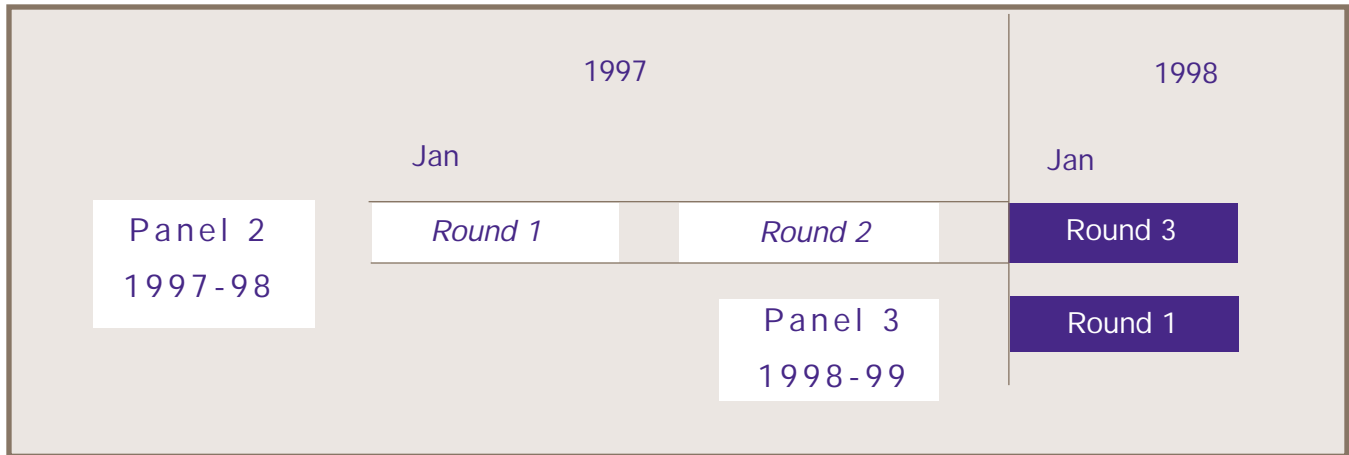 1997
1998
Jan
Jan
Panel 2
1997-98
Round 1
Round 2
Round 3
Panel 3
1998-99
Round 1